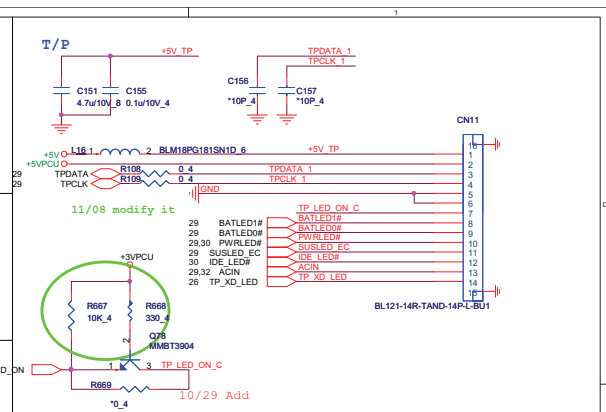 1
T/P
+5V_TP
TPDATA_1
TPCLK_1
C151
4.7u/10V_8
C155
0.1u/10V_4
C156
*10P_4
C157
*10P_4
CN11
+5V
L16 1 2 BLM18PG181SN1D_6
+5V_TP
+5VPCU
29 TPDATA R108 0_4 TPDATA_1
29 TPCLK R109 0_4 TPCLK_1
GND
11/08 modify it
TP_LED_ON_C
29 BATLED1# BATLED1#
29 BATLED0# BATLED0#
29,30 PWRLED# PWRLED#
29 SUSLED_EC SUSLED_EC
30 IDE_LED# IDE_LED#
29,32 ACIN ACIN
26 TP_XD_LED
16
1
2
3
4
5
6
7
8
9
10
11
12
13
14
15
BL121-14R-TAND-14P-L-BU1
+3VPCU
R667
10K_4
R668
330_4
Q78
MMBT3904
2
1
3
TP_LED_ON_C
D_ON
R669
*0_4
10/29 Add